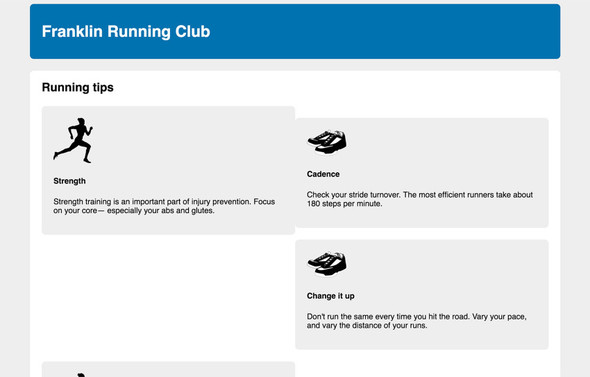 Franklin Running Club
Running tips
Strength
Strength training is an important part of injury prevention. Focus
on your core— especially your abs and glutes.
Cadence
Check your stride turnover. The most efficient runners take about
180 steps per minute.
Change it up
Don't run the same every time you hit the road. Vary your pace,
and vary the distance of your runs.